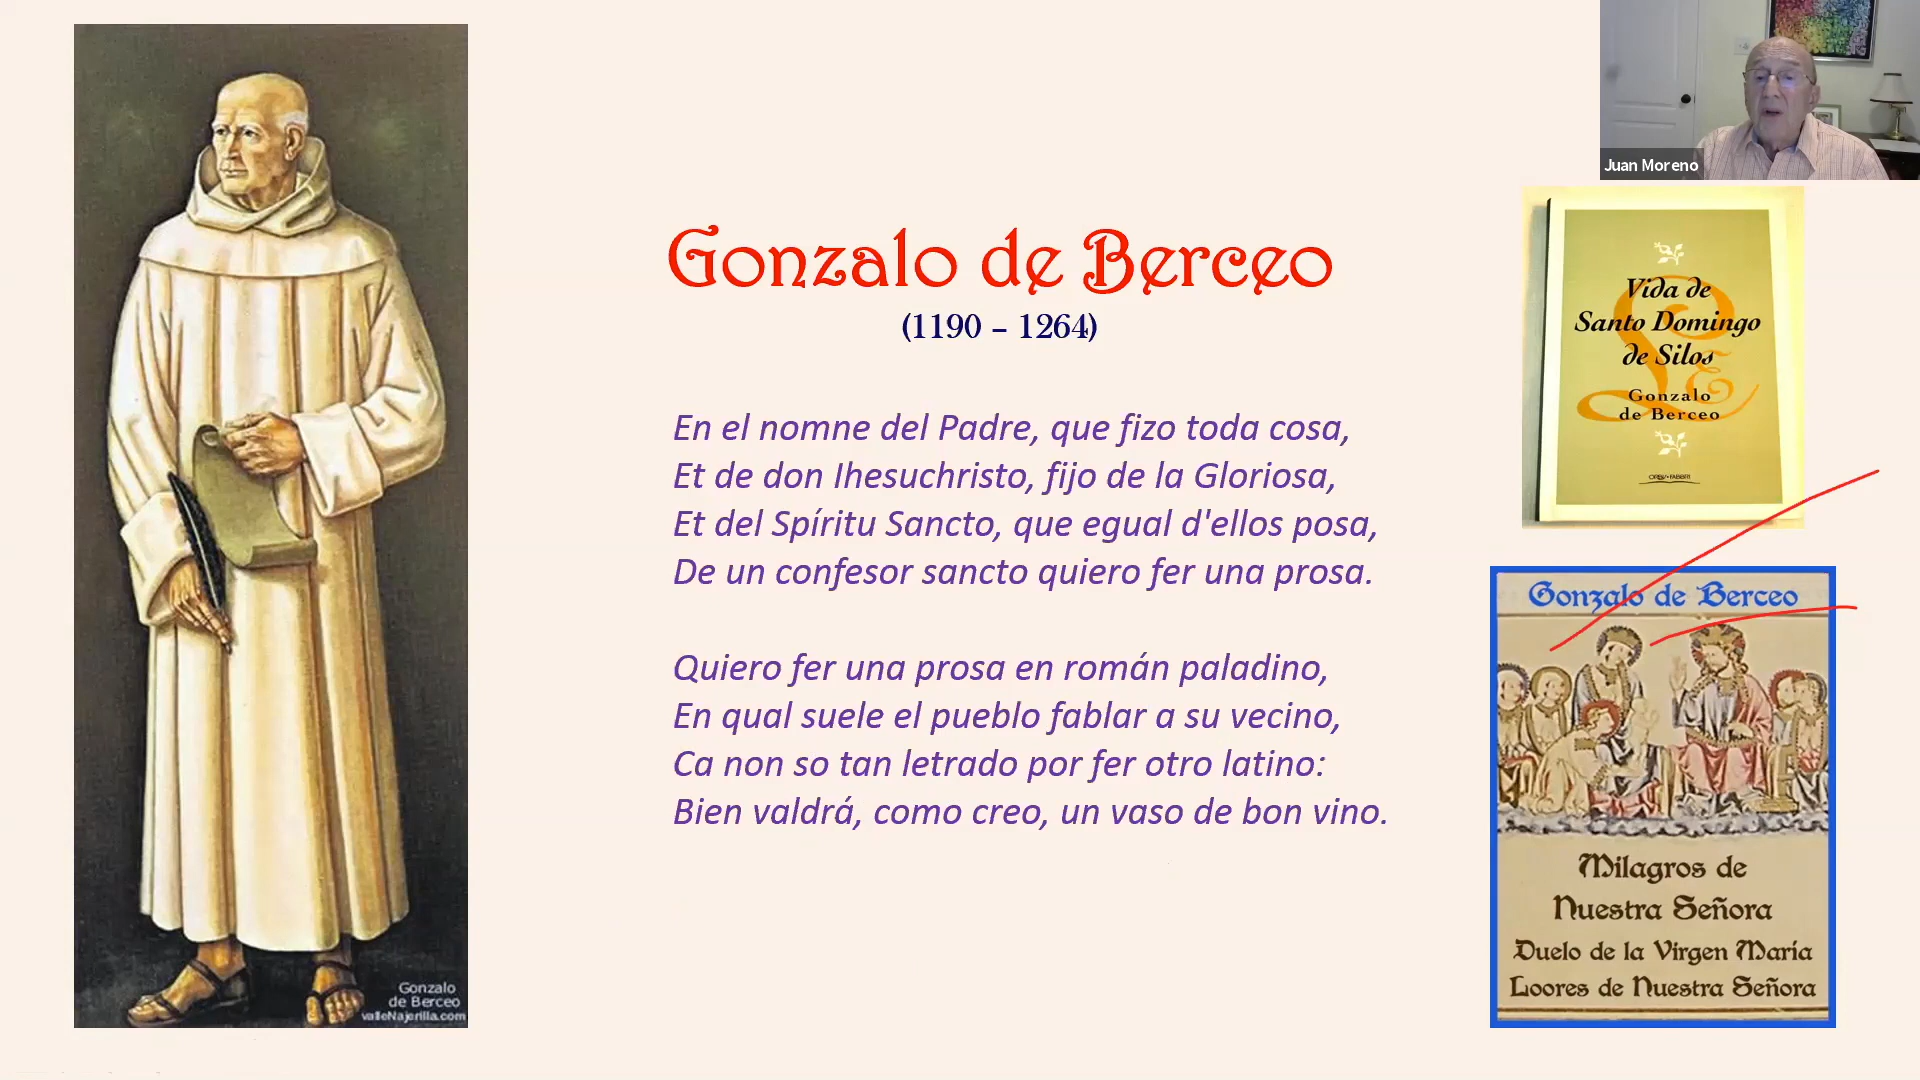 Juan Moreno
Gonzalo de Berceo
(1190 – 1264)
En el nomne del Padre, que fizo toda cosa,
Et de don Ihesuchristo, fijo de la Gloriosa,
Et del Spíritu Sancto, que egual d'ellos posa,
De un confesor sancto quiero fer una prosa.
Quiero fer una prosa en román paladino,
En qual suele el pueblo fablar a su vecino,
Ca non so tan letrado por fer otro latino:
Bien valdrá, como creo, un vaso de bon vino.
Gonzalo
de Berceo
valleNajerilla.com
Vida de
Santo Domingo
de Silos
Gonzalo
de Berceo
ORBIS•FABBRI
Gonzalo de Berceo
Milagros de
Nuestra Señora
Duelo de la Virgen María
Loores de Nuestra Señora